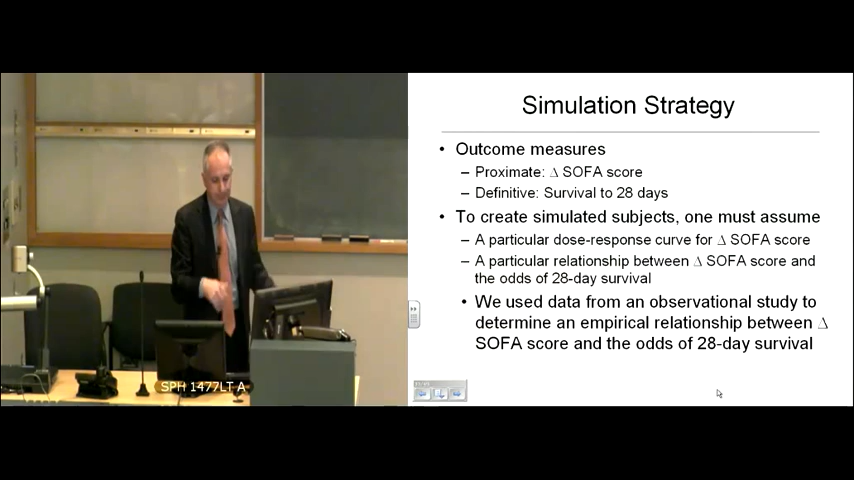 Simulation Strategy
• Outcome measures
– Proximate: Δ SOFA score
– Definitive: Survival to 28 days
• To create simulated subjects, one must assume
– A particular dose-response curve for Δ SOFA score
– A particular relationship between Δ SOFA score and
the odds of 28-day survival
• We used data from an observational study to
determine an empirical relationship between Δ
SOFA score and the odds of 28-day survival
SPH 1477LT A